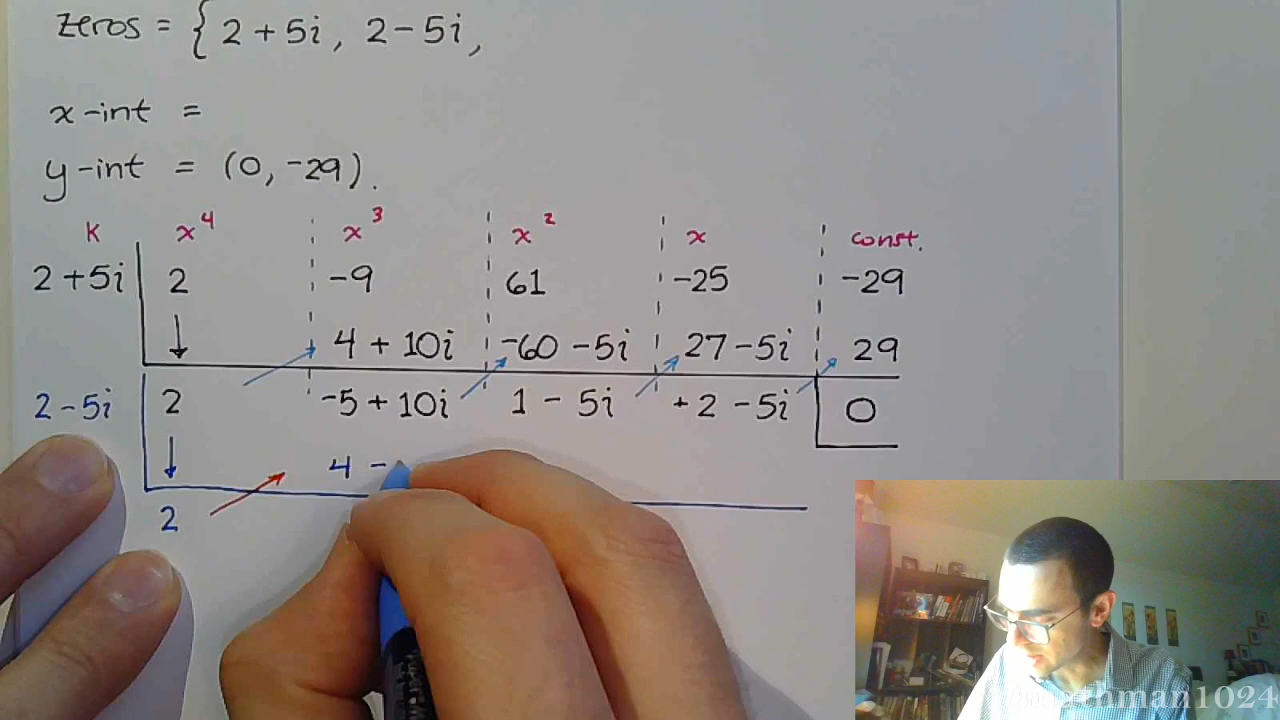 zeros = { 2 + 5i, 2 - 5i,
x-int =
y-int = (0, -29).
K x⁴ x³ x² x const.
2 + 5i 2 -9 61 -25 -29
4 + 10i -60 - 5i 27 - 5i 29
2 - 5i 2 -5 + 10i 1 - 5i +2 - 5i 0
4 -
2